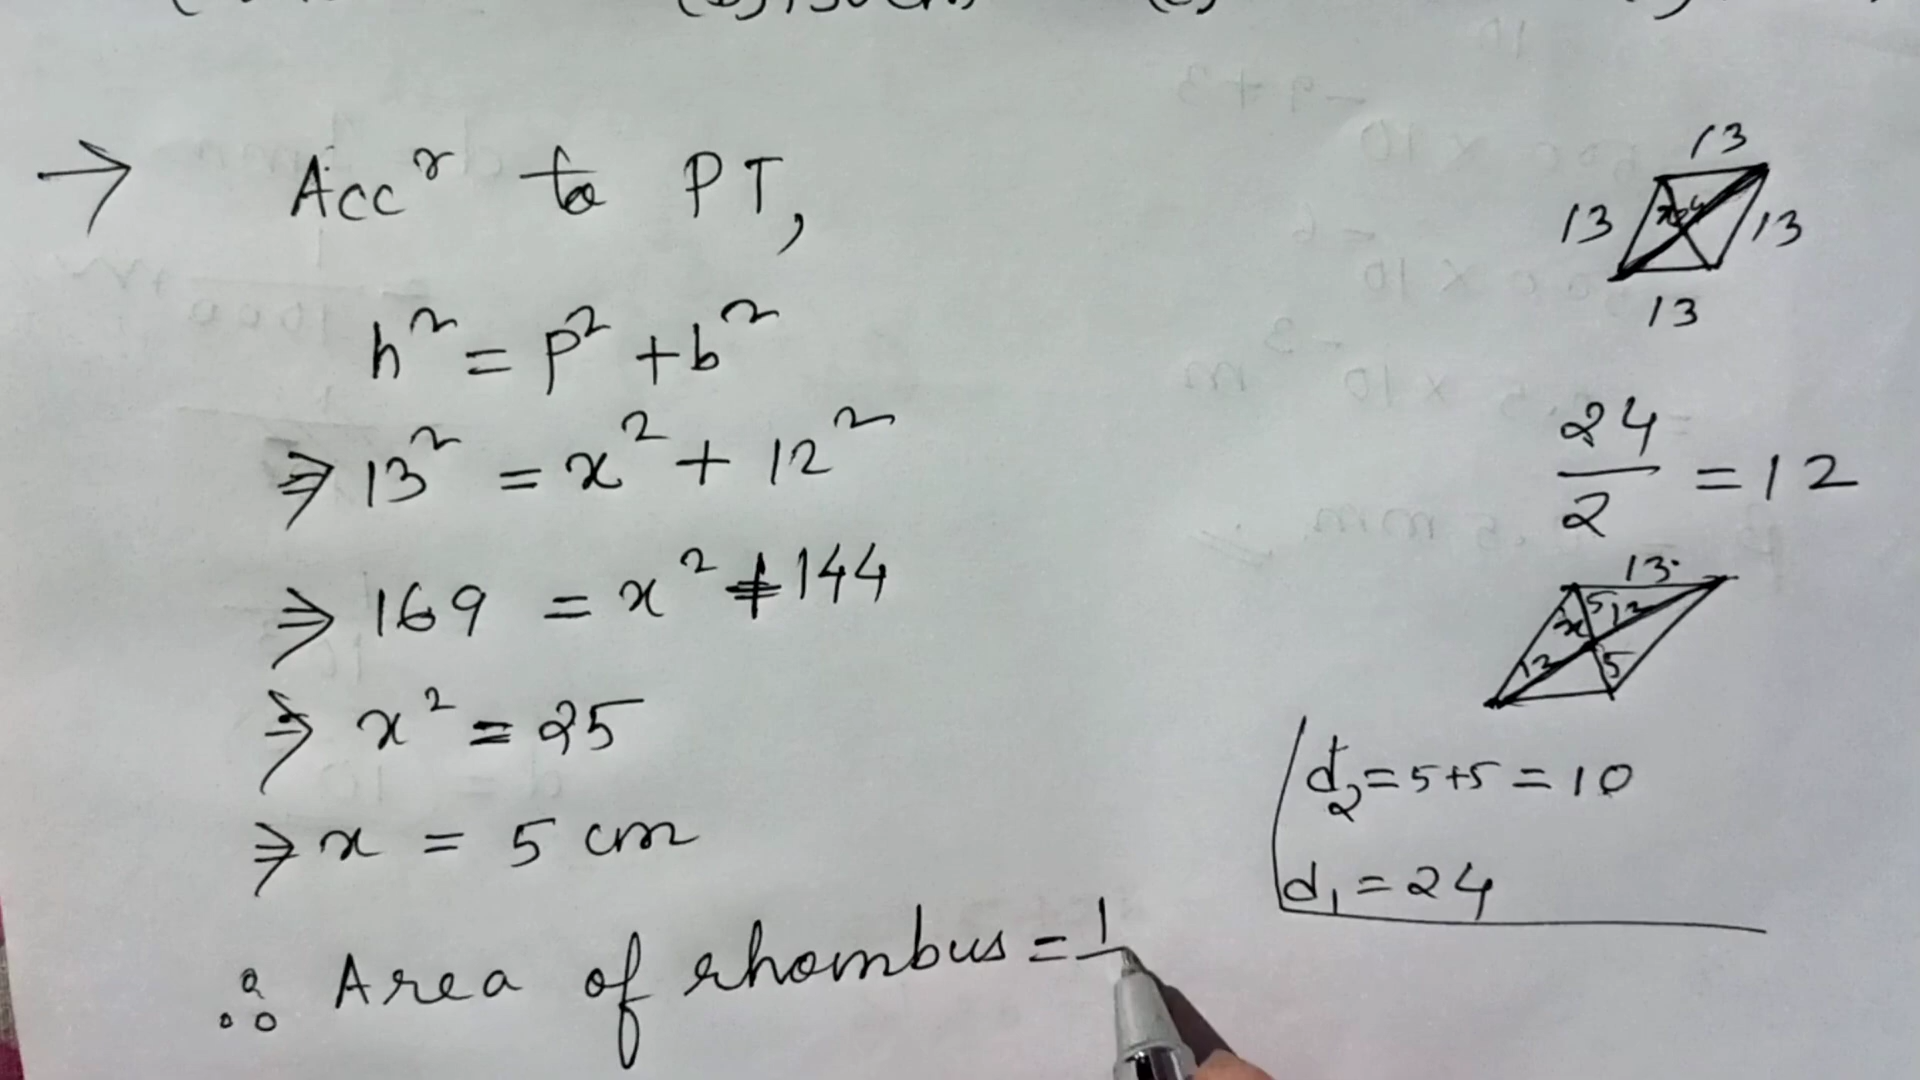 → Acc^r to PT,
h² = p² + b²
⇒ 13² = x² + 12²
⇒ 169 = x² + 144
⇒ x² = 25
⇒ x = 5 cm
∴ Area of rhombus = 1
13
13 13
13
24/2 = 12
13
5 12
x
12 5
d₂ = 5+5 = 10
d₁ = 24